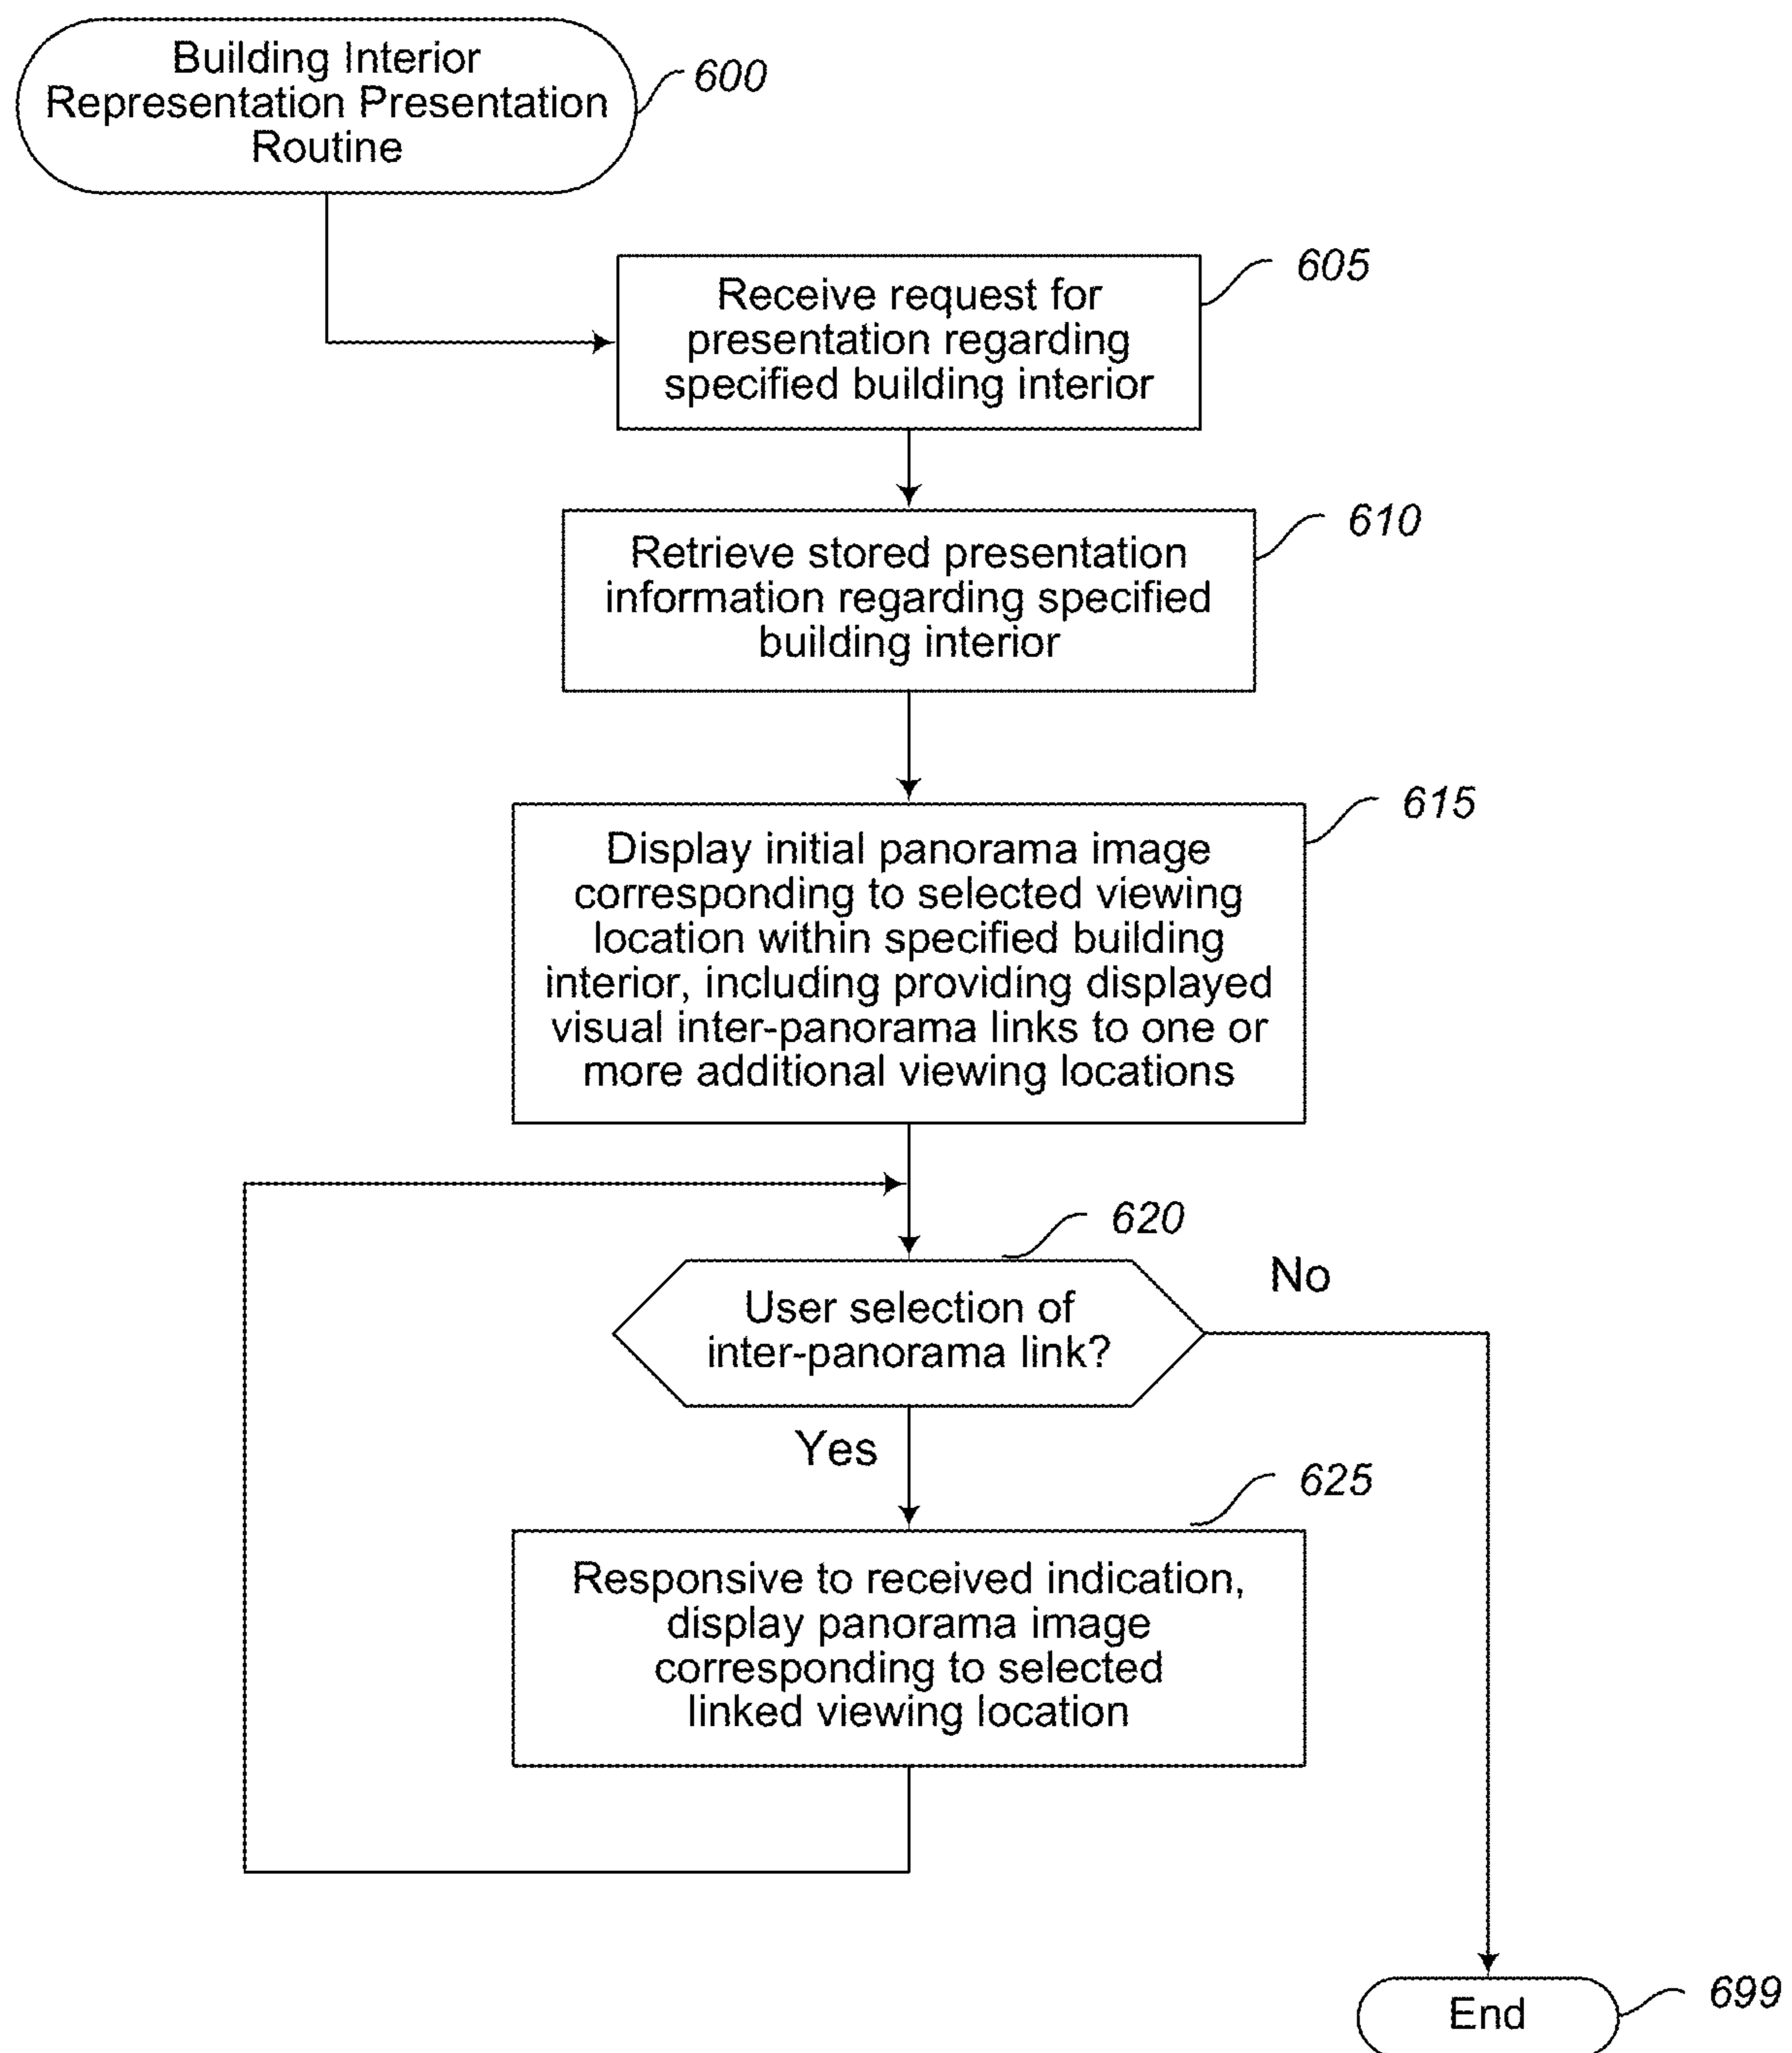 Building Interior
Representation Presentation
Routine
600
Receive request for
presentation regarding
specified building interior
605
Retrieve stored presentation
information regarding specified
building interior
610
Display initial panorama image
corresponding to selected viewing
location within specified building
interior, including providing displayed
visual inter-panorama links to one or
more additional viewing locations
615
User selection of
inter-panorama link?
620
No
Yes
Responsive to received indication,
display panorama image
corresponding to selected
linked viewing location
625
End
699